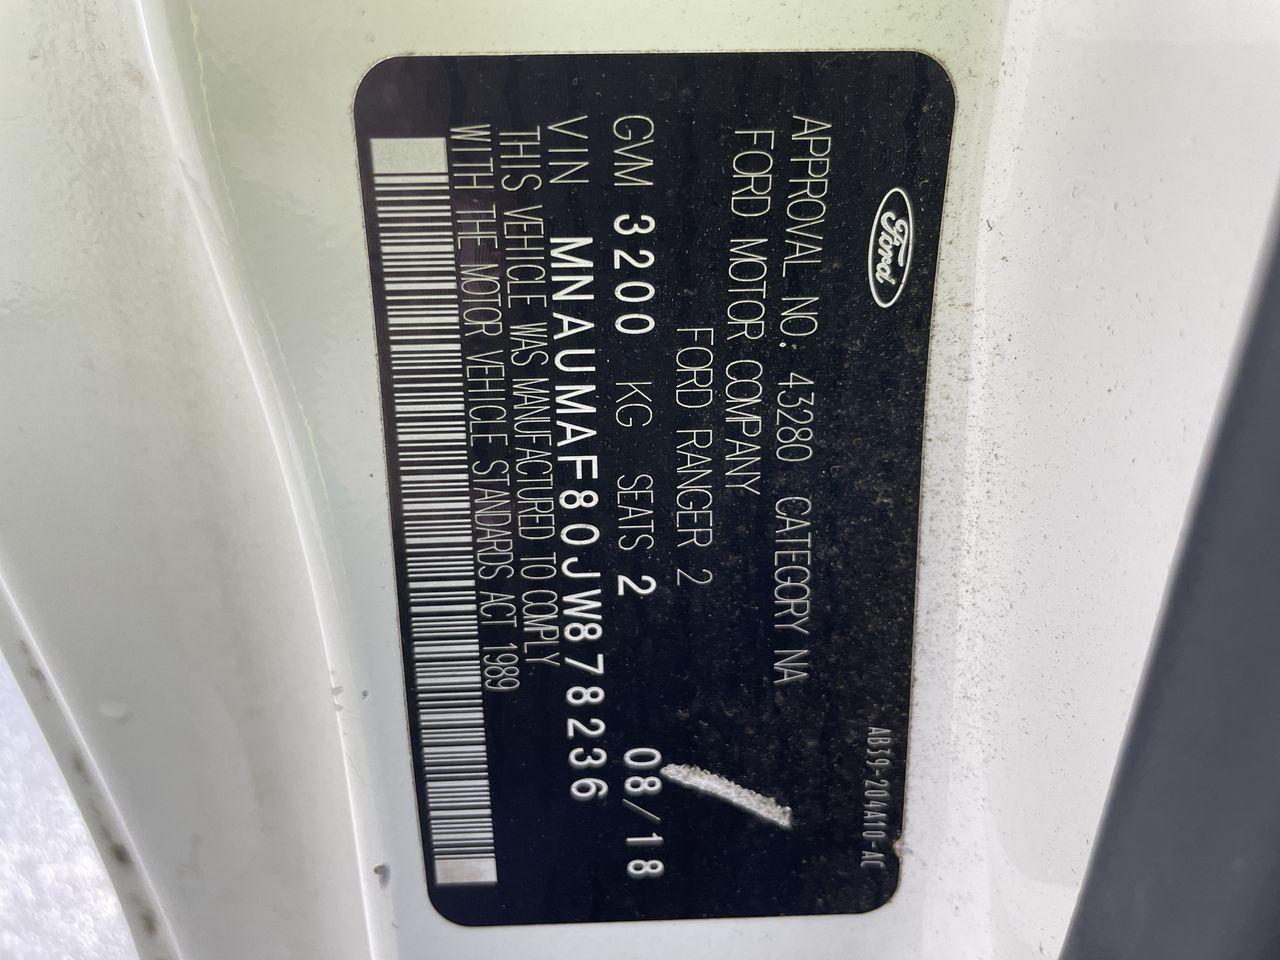 Ford
AB39-204A10-AC
APPROVAL NO. 43280 CATEGORY NA
FORD MOTOR COMPANY
FORD RANGER 2
GVM 3200 KG SEATS 2 08/18
VIN MNAUMAF80JW878236
THIS VEHICLE WAS MANUFACTURED TO COMPLY
WITH THE MOTOR VEHICLE STANDARDS ACT 1989